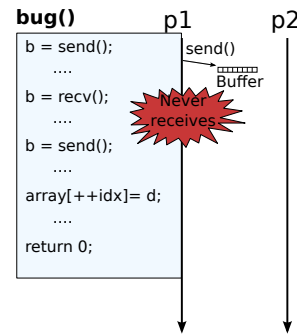 bug()
p1
p2
b = send();
....
b = recv();
....
b = send();
....
array[++idx]= d;
....
return 0;
send()
Buffer
Never
receives